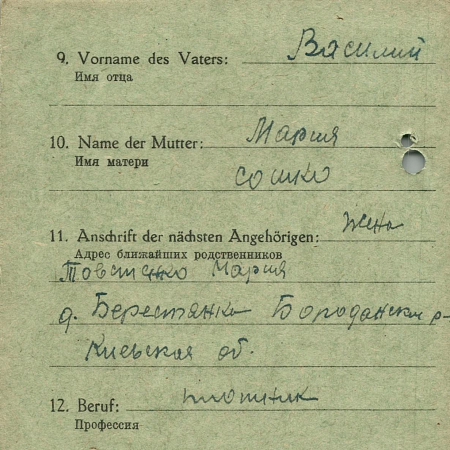 9. Vorname des Vaters: Василий
Имя отца
10. Name der Mutter: Мария
Имя матери
сошко
11. Anschrift der nächsten Angehörigen: жена
Адрес ближайших родственников
Товстенко Мария
д. Берестянка Бородянский р-
Киевская об.
12. Beruf: плотник
Профессия